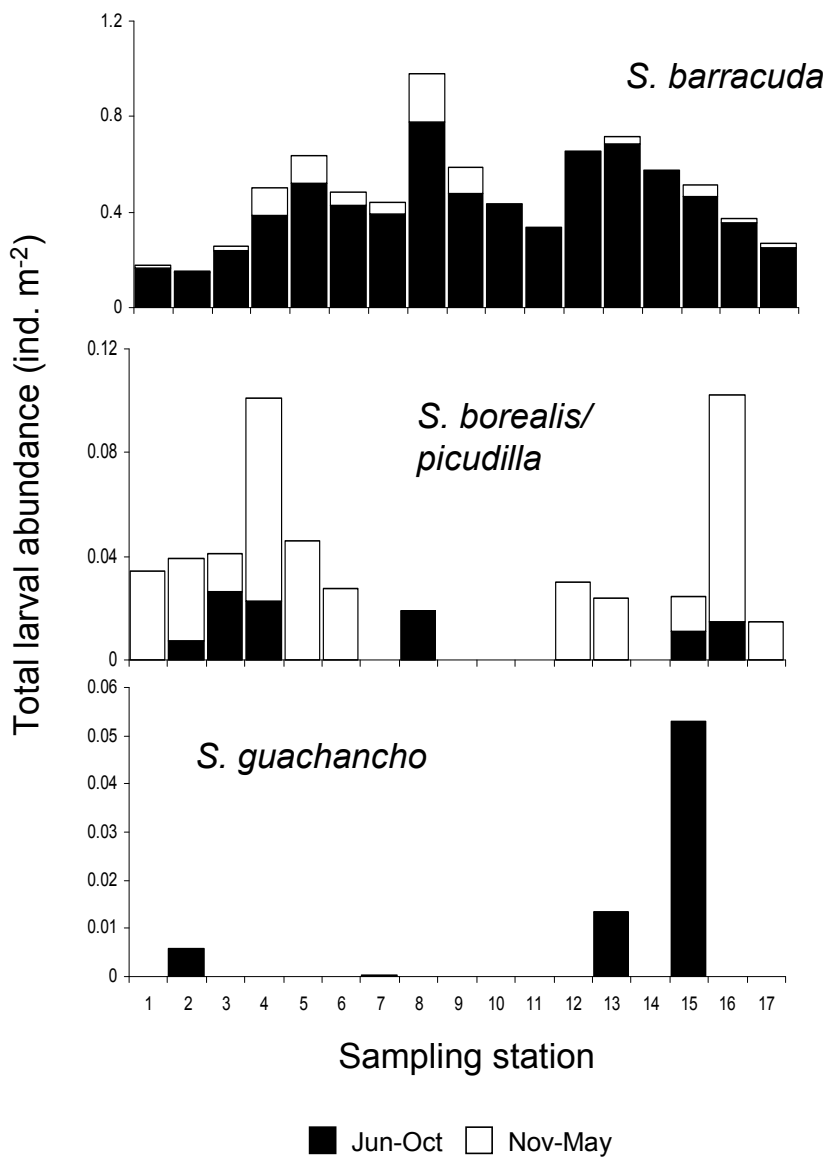 Total larval abundance (ind. m-2)
1.2
0.8
0.4
0
S. barracuda
0.12
0.08
0.04
0
S. borealis/
picudilla
0.06
0.05
0.04
0.03
0.02
0.01
0
S. guachancho
1 2 3 4 5 6 7 8 9 10 11 12 13 14 15 16 17
Sampling station
Jun-Oct Nov-May